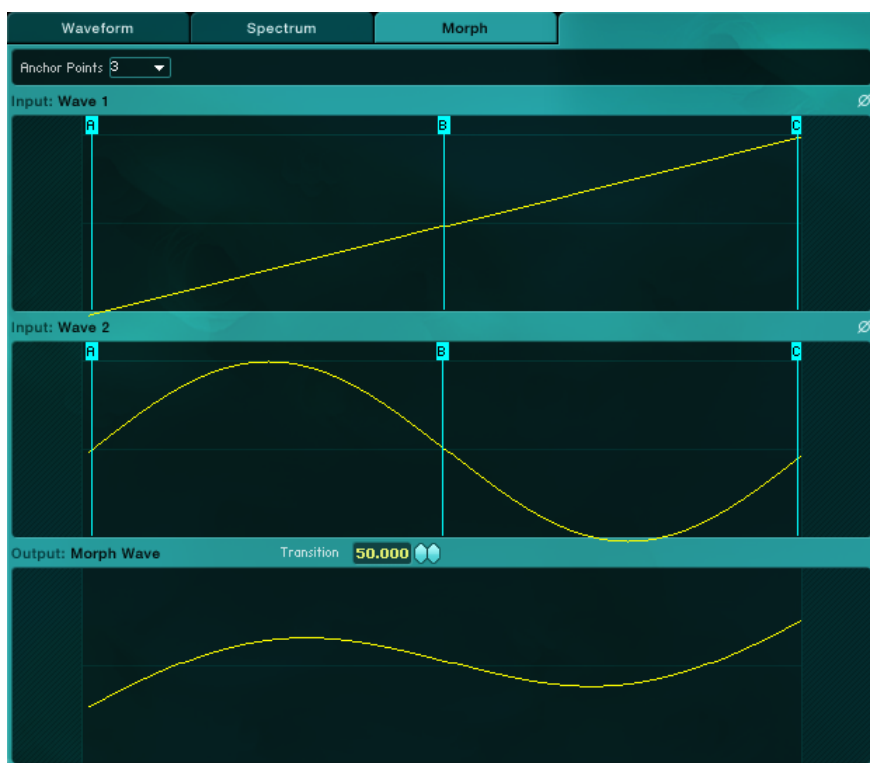 Waveform Spectrum Morph
Anchor Points 3
Input: Wave 1 Ø
A B C
Input: Wave 2 Ø
A B C
Output: Morph Wave Transition 50.000